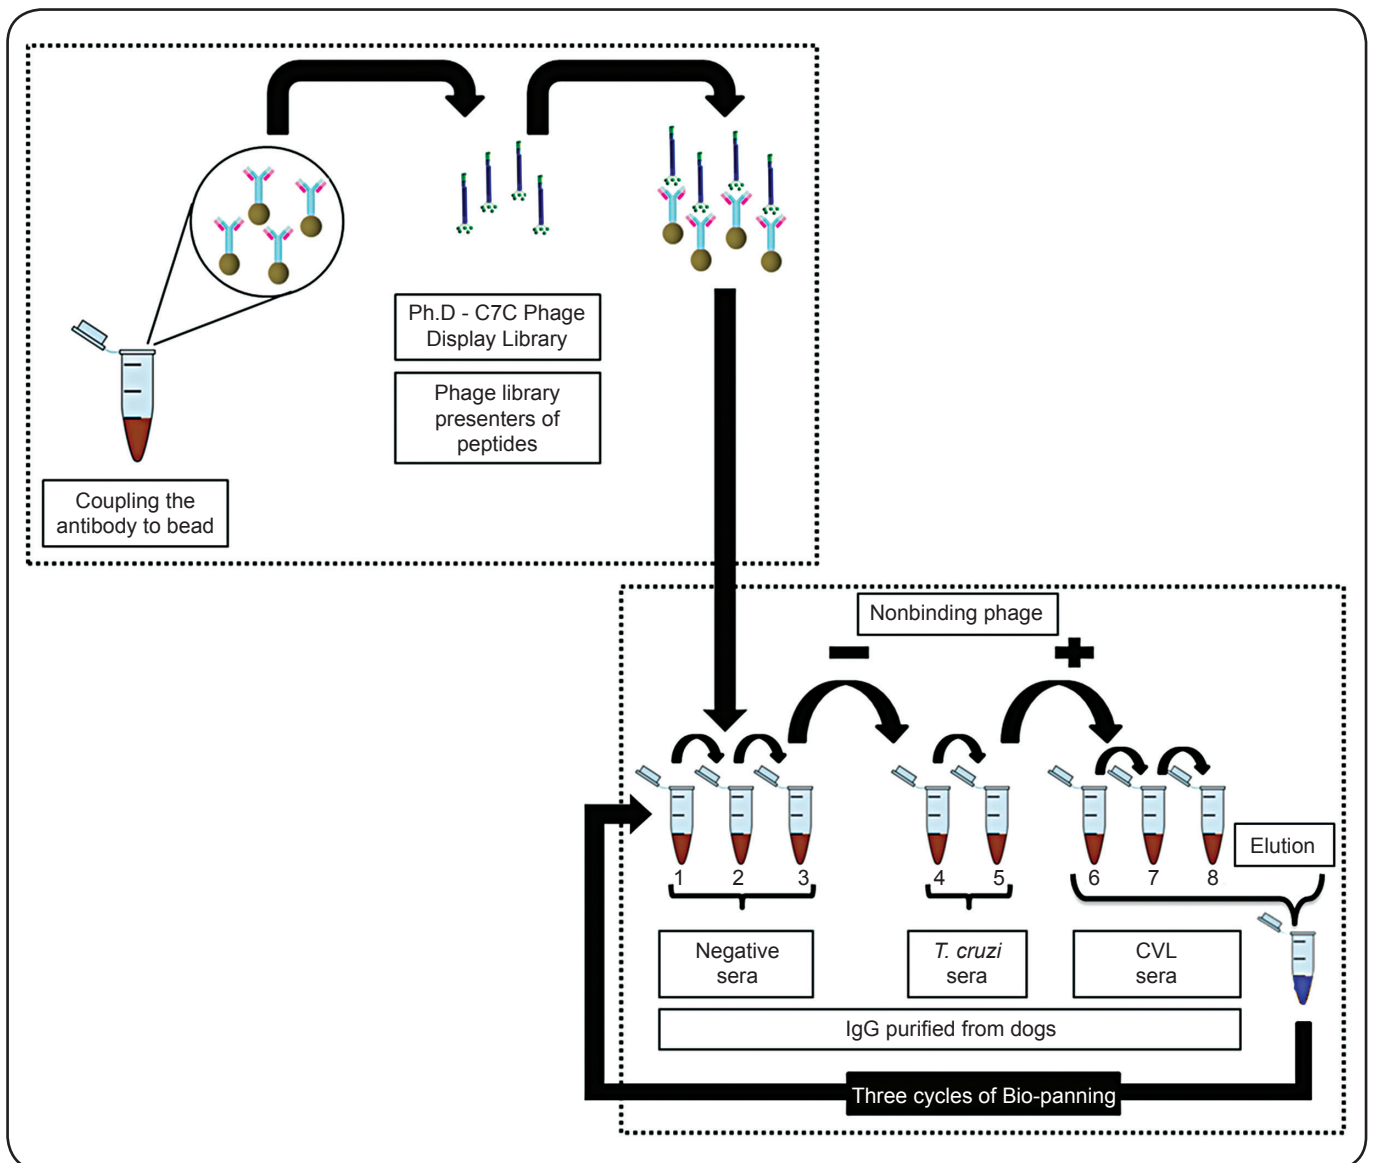 Ph.D - C7C Phage
Display Library
Phage library
presenters of
peptides
Coupling the
antibody to bead
Nonbinding phage
1 2 3 4 5 6 7 8
Elution
Negative
sera
T. cruzi
sera
CVL
sera
IgG purified from dogs
Three cycles of Bio-panning